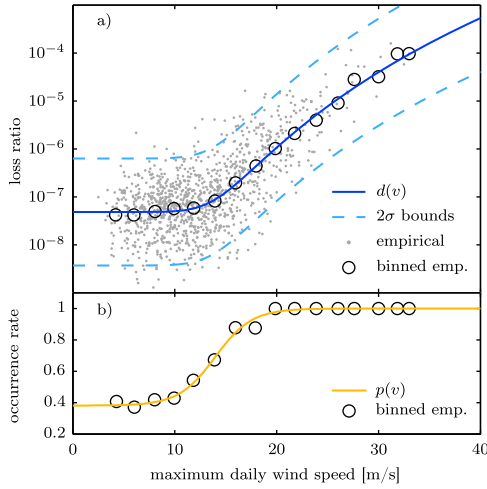 a)
10⁻⁴
10⁻⁵
10⁻⁶
10⁻⁷
10⁻⁸
loss ratio
d(v)
2σ bounds
empirical
binned emp.
b)
1
0.8
0.6
0.4
0.2
occurrence rate
p(v)
binned emp.
0 10 20 30 40
maximum daily wind speed [m/s]